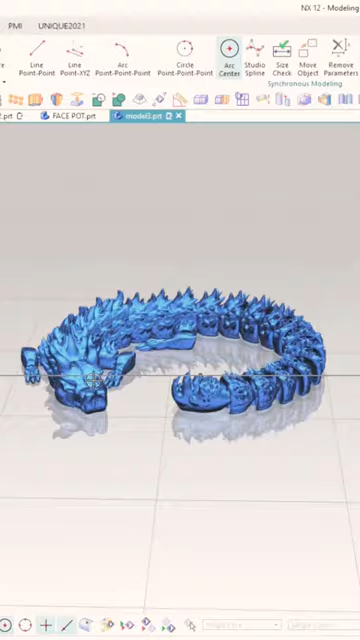 NX 12 - Modeling
PMI UNIQUE2021
Line Point-Point
Line Point-XYZ
Arc Point-Point-Point
Circle Point-Point-Point
Arc Center
Studio Spline
Size Check
Move Object
Remove Parameters
Synchronous Modeling
.prt FACE POT.prt model3.prt